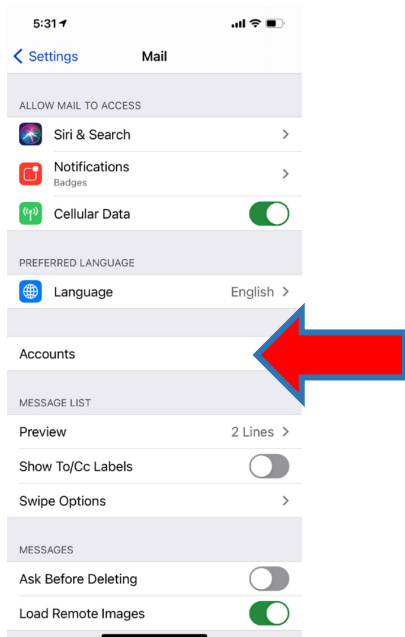 5:31
Settings Mail
ALLOW MAIL TO ACCESS
Siri & Search
Notifications
Badges
Cellular Data
PREFERRED LANGUAGE
Language English
Accounts
MESSAGE LIST
Preview 2 Lines
Show To/Cc Labels
Swipe Options
MESSAGES
Ask Before Deleting
Load Remote Images